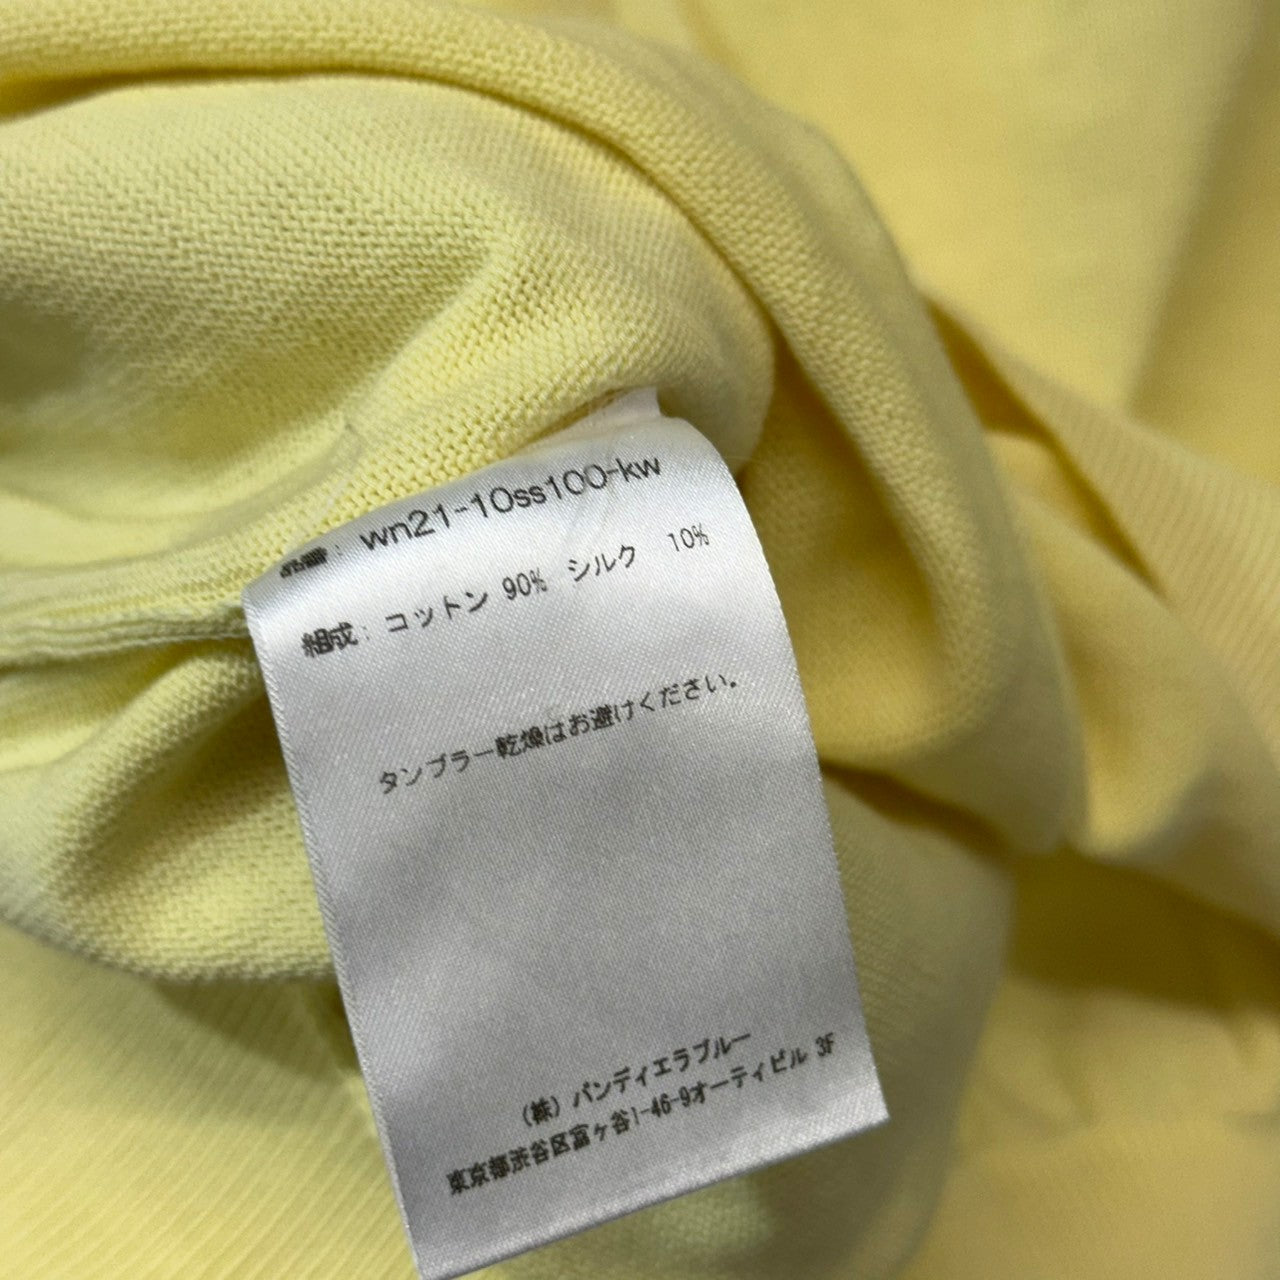 : wn21-10ss100-kw
組成: コットン 90% シルク 10%
タンブラー乾燥はお避けください。
(株) バンディエラブルー
東京都渋谷区富ヶ谷1-46-9オーティビル 3F